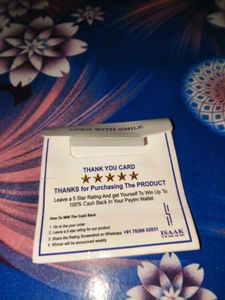 OPEN WITH SMILE
THANK YOU CARD
THANKS for Purchasing The PRODUCT
Leave a 5 Star Rating And get Yourself To Win Up To
100% Cash Back In Your Paytm Wallet
How To Win The Cash Back
1. Go to the your order
2. Leave a 5 star rating for our product
3. Share the Rating Screenshot on Whatsapp
4. Winner will be announced weekly
ISAAK